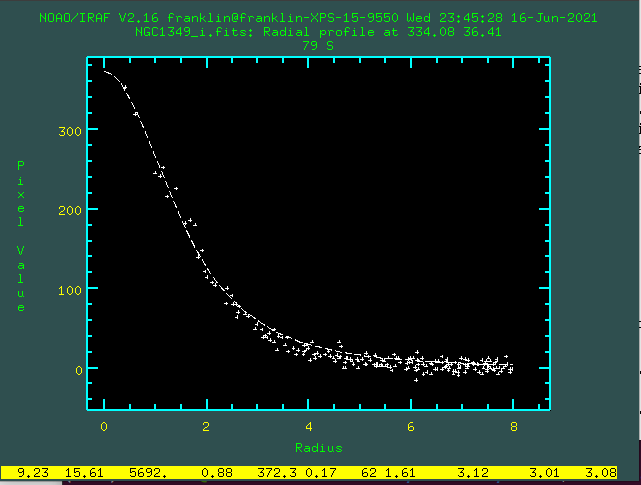 NOAO/IRAF V2.16 franklin@franklin-XPS-15-9550 Wed 23:45:28 16-Jun-2021
NGC1349_i.fits: Radial profile at 334.08 36.41
79 S
Pixel Value
300
200
100
0
0 2 4 6 8
Radius
9.23 15.61 5692. 0.88 372.3 0.17 62 1.61 3.12 3.01 3.08